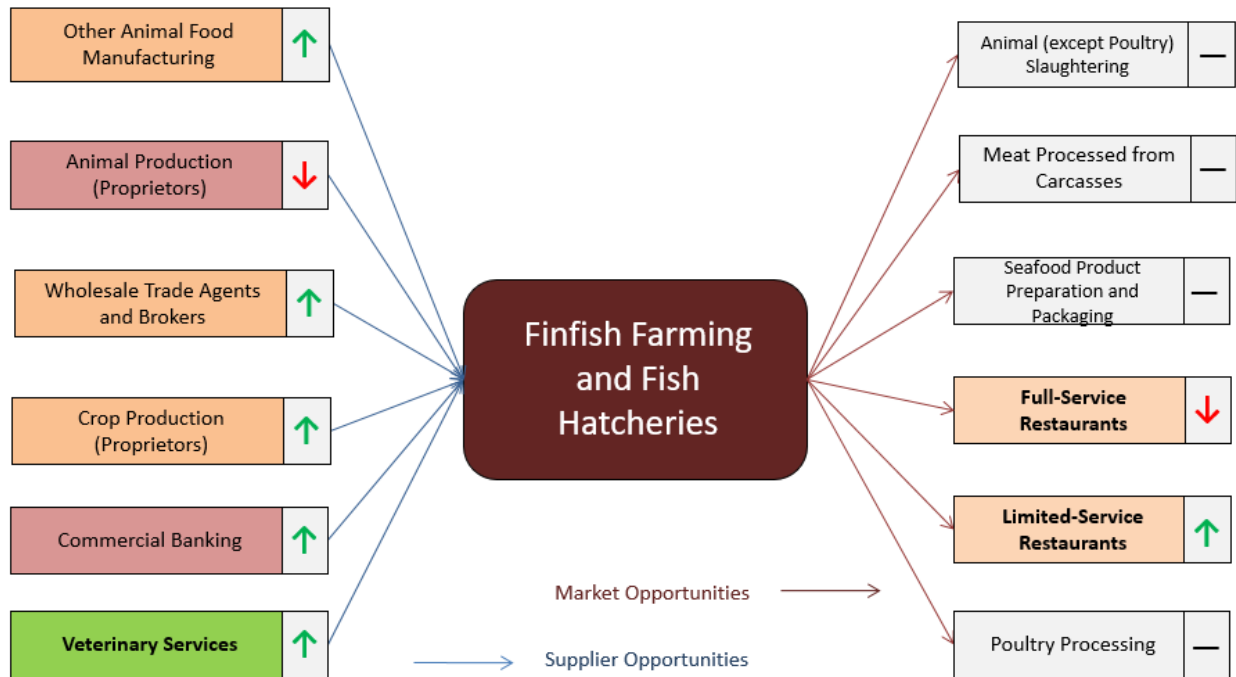 Other Animal Food
Manufacturing
Animal Production
(Proprietors)
Wholesale Trade Agents
and Brokers
Crop Production
(Proprietors)
Commercial Banking
Veterinary Services
Finfish Farming
and Fish
Hatcheries
Market Opportunities
Supplier Opportunities
Animal (except Poultry)
Slaughtering
Meat Processed from
Carcasses
Seafood Product
Preparation and
Packaging
Full-Service
Restaurants
Limited-Service
Restaurants
Poultry Processing